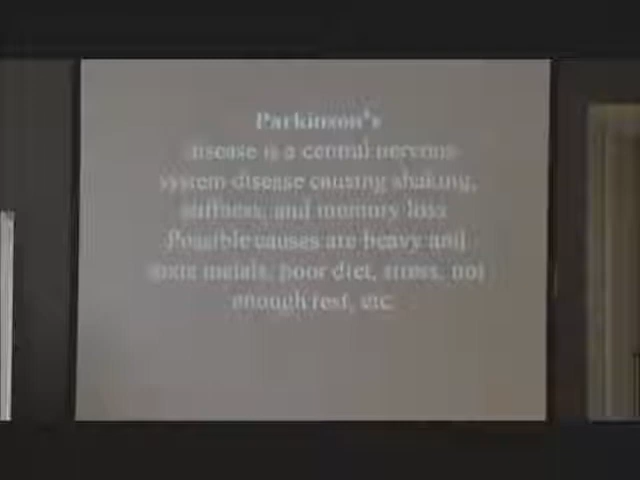 Parkinson's
disease is a central nervous
system disease causing shaking,
stiffness, and memory loss
Possible causes are heavy and
toxic metals, poor diet, stress, not
enough rest, etc.